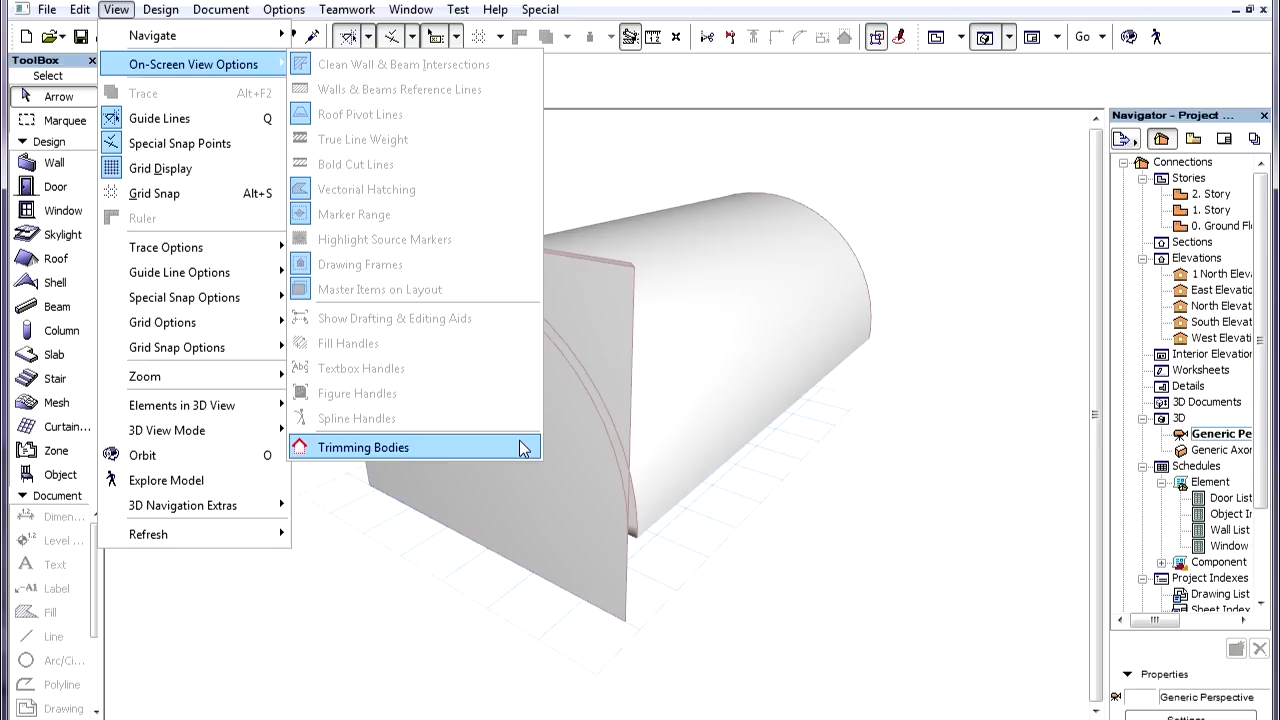 File Edit View Design Document Options Teamwork Window Test Help Special
Go
ToolBox
Select
Arrow
Marquee
Design
Wall
Door
Window
Skylight
Roof
Shell
Beam
Column
Slab
Stair
Mesh
Curtain...
Zone
Object
Document
Dimen...
Level ...
Text
Label
Fill
Line
Arc/Ci...
Polyline
Drawing
Navigate
On-Screen View Options
Trace Alt+F2
Guide Lines Q
Special Snap Points
Grid Display
Grid Snap Alt+S
Ruler
Trace Options
Guide Line Options
Special Snap Options
Grid Options
Grid Snap Options
Zoom
Elements in 3D View
3D View Mode
Orbit O
Explore Model
3D Navigation Extras
Refresh
Clean Wall & Beam Intersections
Walls & Beams Reference Lines
Roof Pivot Lines
True Line Weight
Bold Cut Lines
Vectorial Hatching
Marker Range
Highlight Source Markers
Drawing Frames
Master Items on Layout
Show Drafting & Editing Aids
Fill Handles
Textbox Handles
Figure Handles
Spline Handles
Trimming Bodies
Navigator - Project ...
Connections
Stories
2. Story
1. Story
0. Ground Fl
Sections
Elevations
1 North Elev
East Elevatio
North Elevat
South Elevat
West Elevati
Interior Elevation
Worksheets
Details
3D Documents
3D
Generic Pe
Generic Axor
Schedules
Element
Door List
Object Ir
Wall List
Window
Component
Project Indexes
Drawing List
Sheet Index
Properties
Generic Perspective